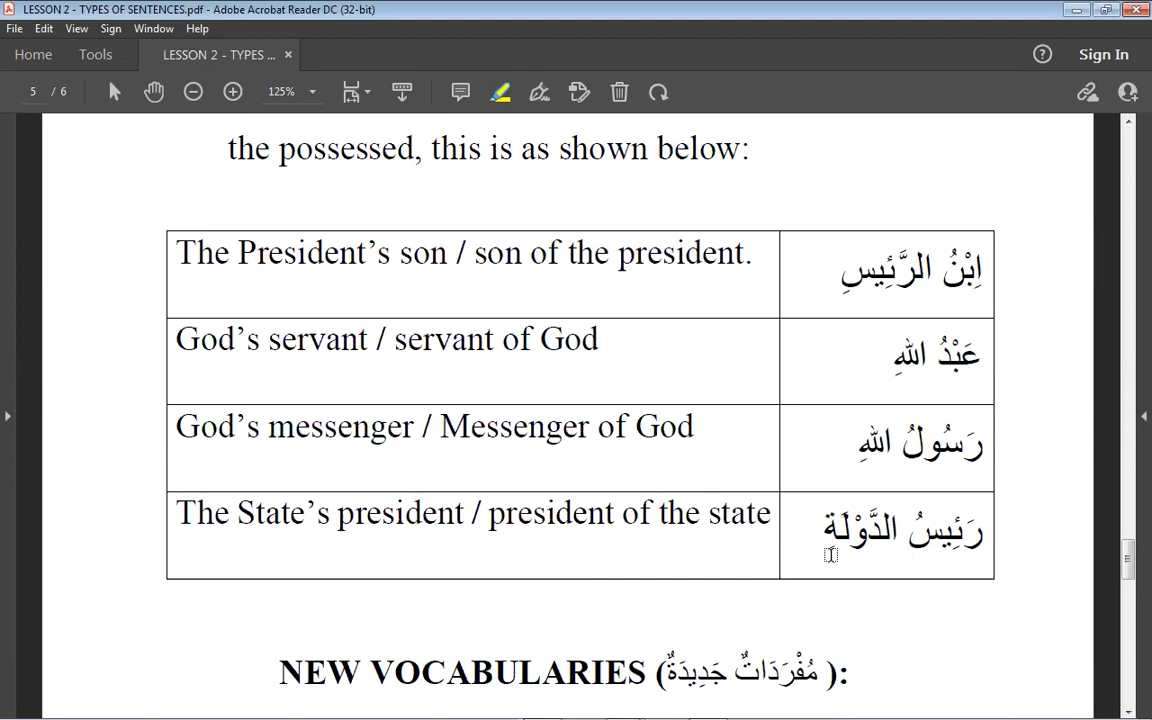 LESSON 2 - TYPES OF SENTENCES.pdf - Adobe Acrobat Reader DC (32-bit)
File Edit View Sign Window Help
Home Tools LESSON 2 - TYPES ... × Sign In
5 / 6 125%
the possessed, this is as shown below:
The President’s son / son of the president. اِبْنُ الرَّئِيسِ
God’s servant / servant of God عَبْدُ اللهِ
God’s messenger / Messenger of God رَسُولُ اللهِ
The State’s president / president of the state رَئِيسُ الدَّوْلَةِ
NEW VOCABULARIES (مُفْرَدَاتٌ جَدِيدَةٌ ):